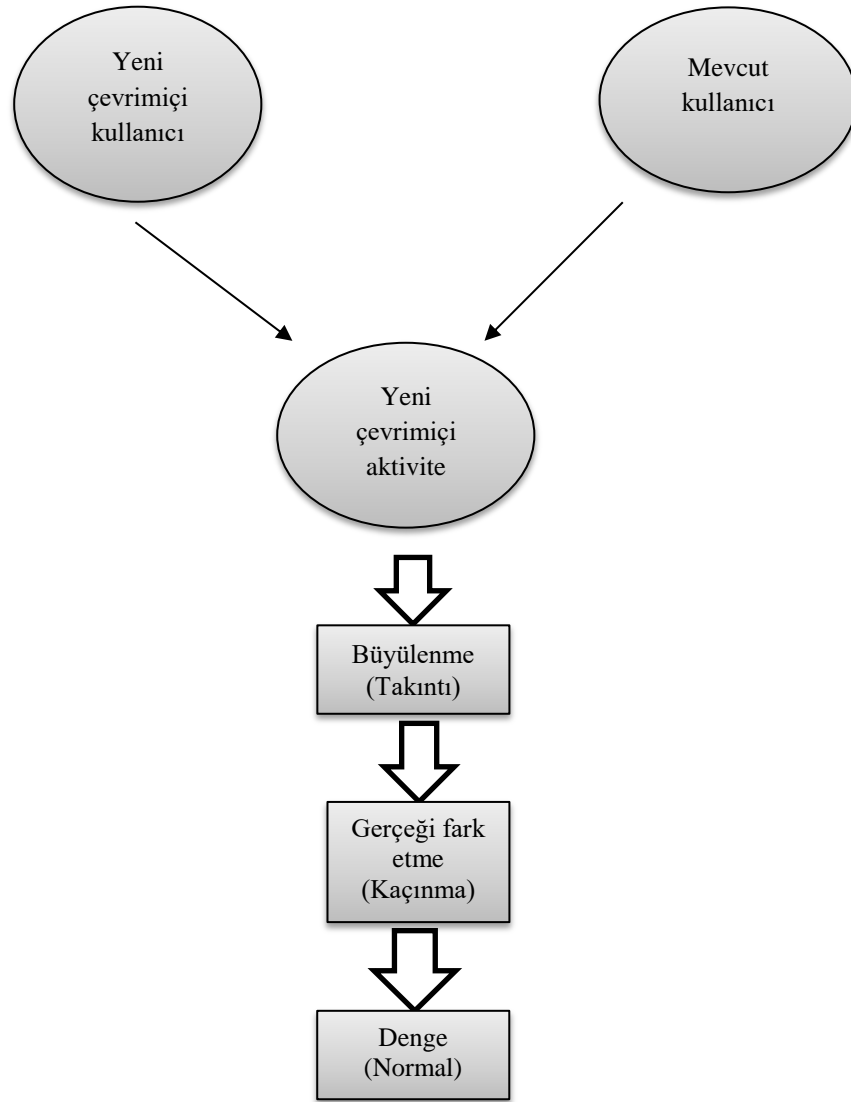 Yeni
çevrimiçi
kullanıcı
Mevcut
kullanıcı
Yeni
çevrimiçi
aktivite
Büyülenme
(Takıntı)
Gerçeği fark
etme
(Kaçınma)
Denge
(Normal)